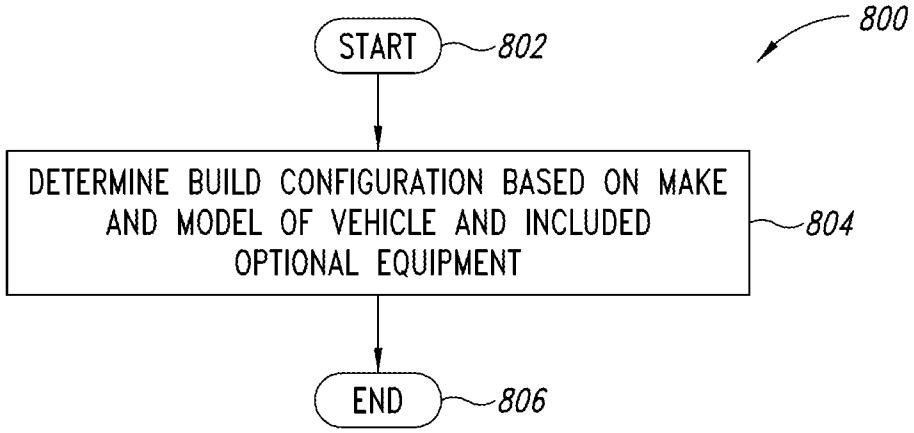 800
START 802
DETERMINE BUILD CONFIGURATION BASED ON MAKE
AND MODEL OF VEHICLE AND INCLUDED
OPTIONAL EQUIPMENT
804
END 806